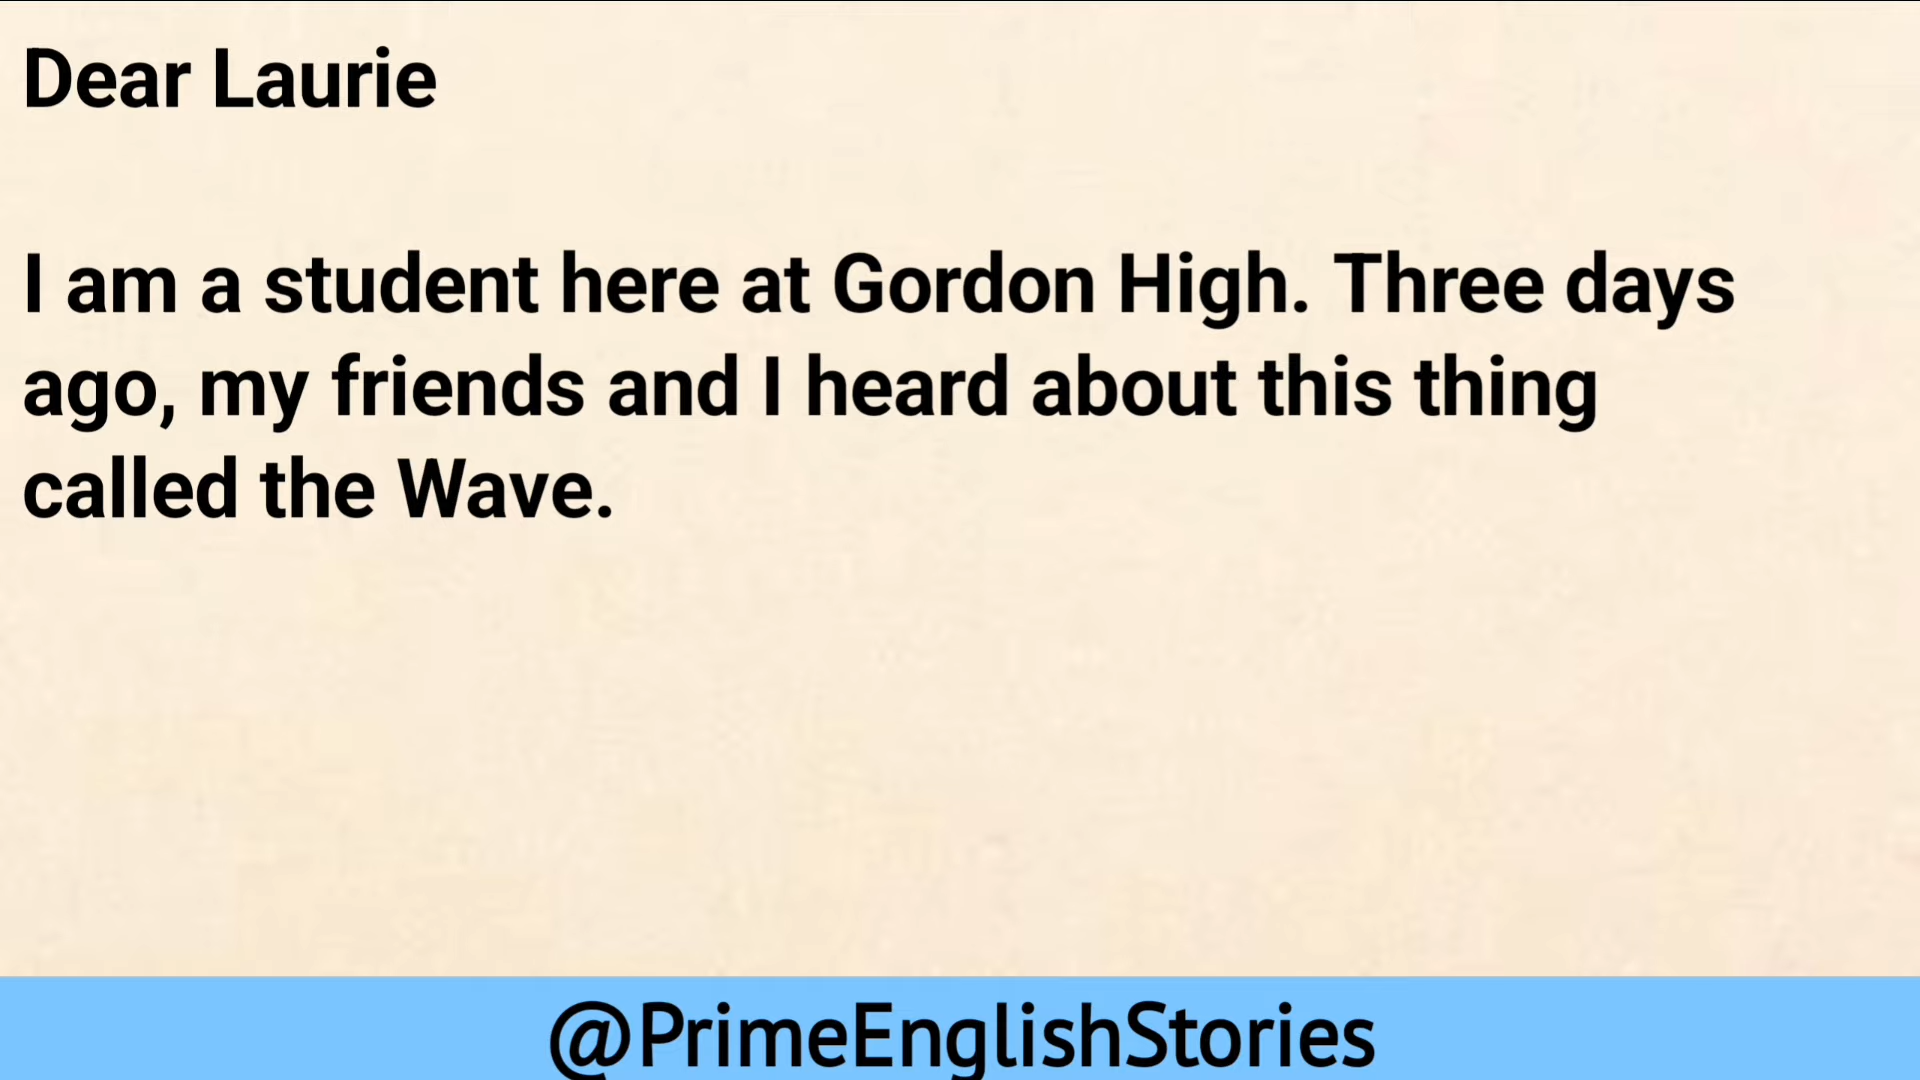 Dear Laurie
I am a student here at Gordon High. Three days
ago, my friends and I heard about this thing
called the Wave.
@PrimeEnglishStories